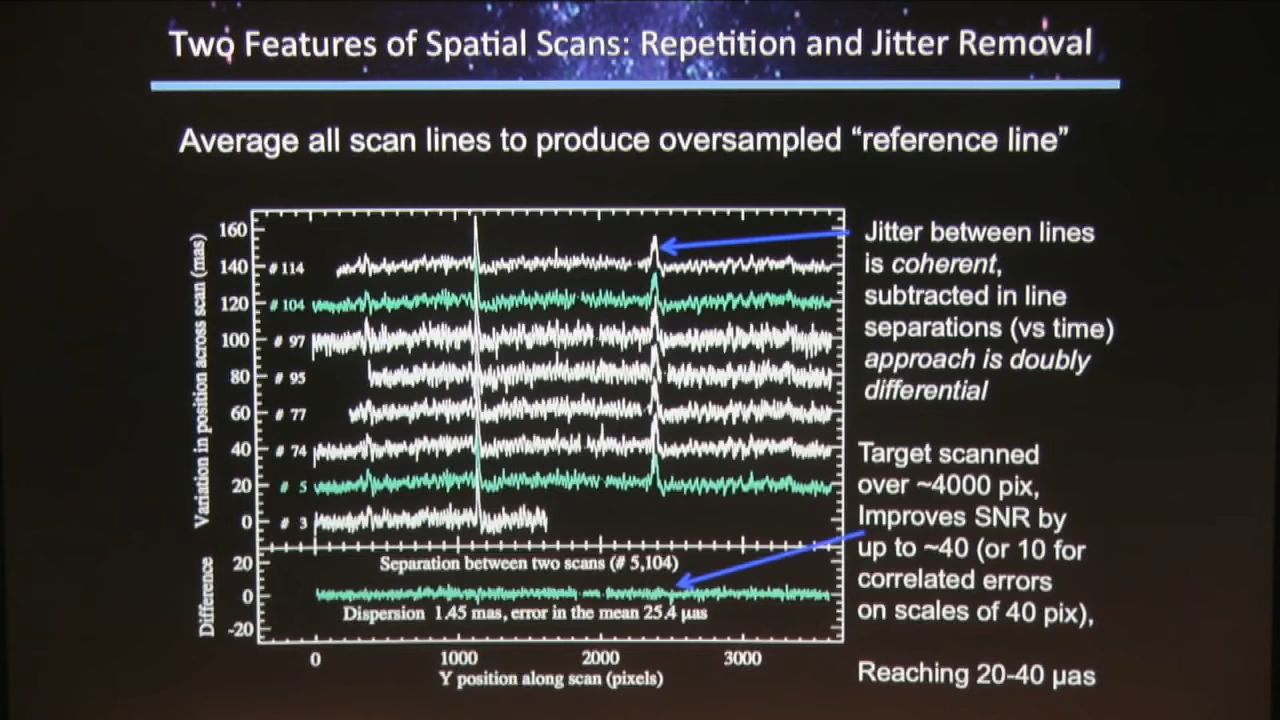 Two Features of Spatial Scans: Repetition and Jitter Removal
Average all scan lines to produce oversampled “reference line”
Variation in position across scan (mas)
160
140
120
100
80
60
40
20
0
# 114
# 104
# 97
# 95
# 77
# 74
# 5
# 3
Jitter between lines
is coherent,
subtracted in line
separations (vs time)
approach is doubly
differential
Difference
20
0
-20
Separation between two scans (# 5,104)
Dispersion 1.45 mas, error in the mean 25.4 µas
0
1000
2000
3000
Y position along scan (pixels)
Target scanned
over ~4000 pix,
Improves SNR by
up to ~40 (or 10 for
correlated errors
on scales of 40 pix),
Reaching 20-40 µas